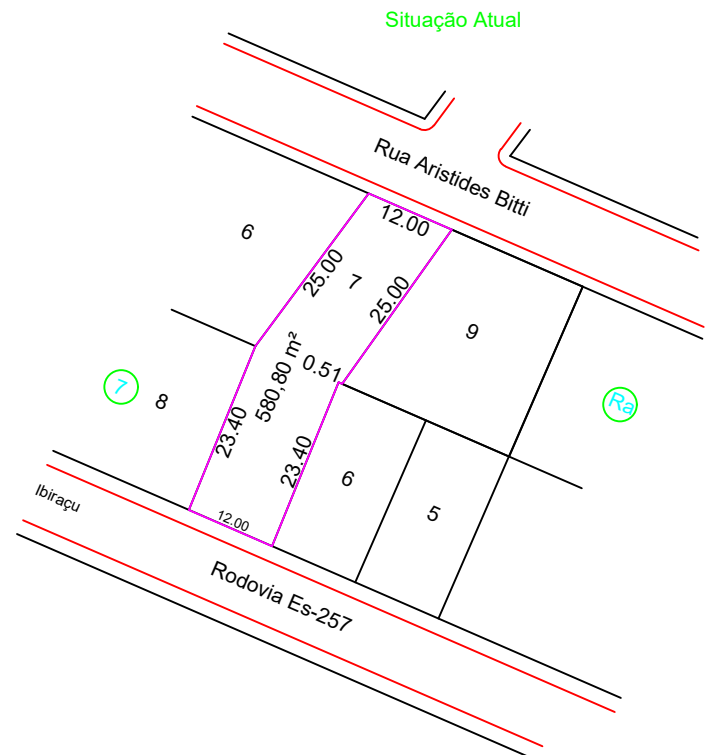 Situação Atual
Rua Aristides Bitti
12.00
6
25.00
7
25.00
9
580,80 m²
0.51
7
8
Ra
23.40
23.40
6
5
Ibiraçu
12.00
Rodovia Es-257